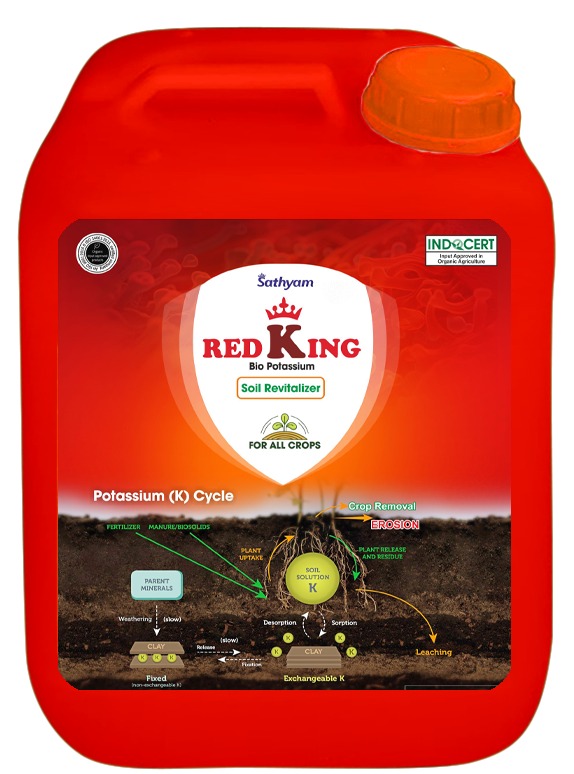 INDOCERT
Input Approved in
Organic Agriculture
Sathyam
RED KING
Bio Potassium
Soil Revitalizer
FOR ALL CROPS
Potassium (K) Cycle
Crop Removal
EROSION
FERTILIZER MANURE/BIOSOLIDS
PLANT
UPTAKE
PLANT RELEASE
AND RESIDUE
SOIL
SOLUTION
K
PARENT
MINERALS
Weathering (slow)
Desorption Sorption
CLAY
K K K
(slow)
Release
Fixation
K K
K K
CLAY
Leaching
Fixed
(non-exchangeable K)
Exchangeable K